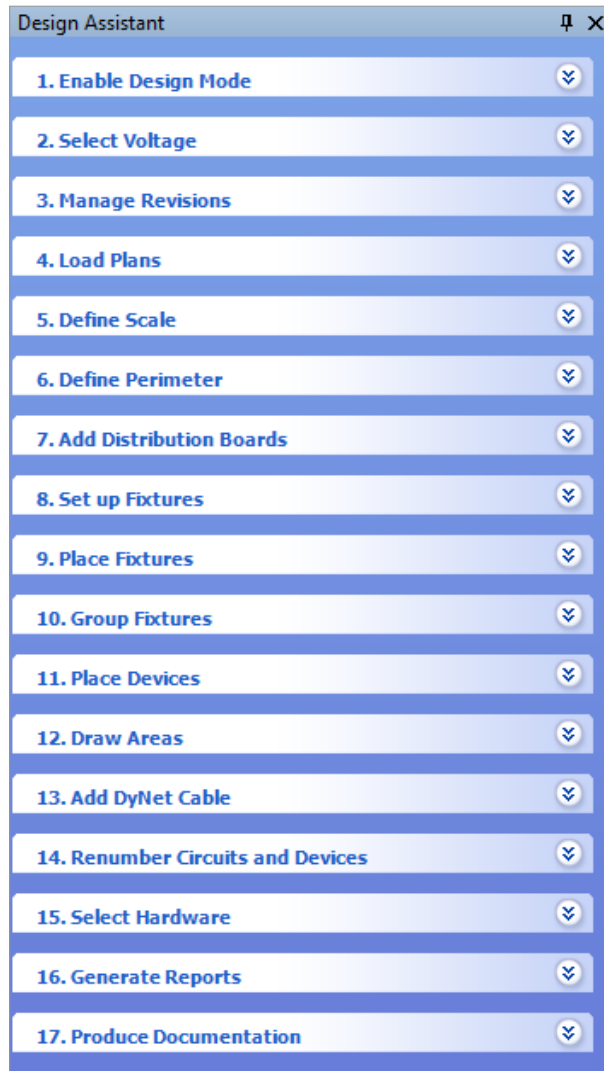 Design Assistant
1. Enable Design Mode
2. Select Voltage
3. Manage Revisions
4. Load Plans
5. Define Scale
6. Define Perimeter
7. Add Distribution Boards
8. Set up Fixtures
9. Place Fixtures
10. Group Fixtures
11. Place Devices
12. Draw Areas
13. Add DyNet Cable
14. Renumber Circuits and Devices
15. Select Hardware
16. Generate Reports
17. Produce Documentation